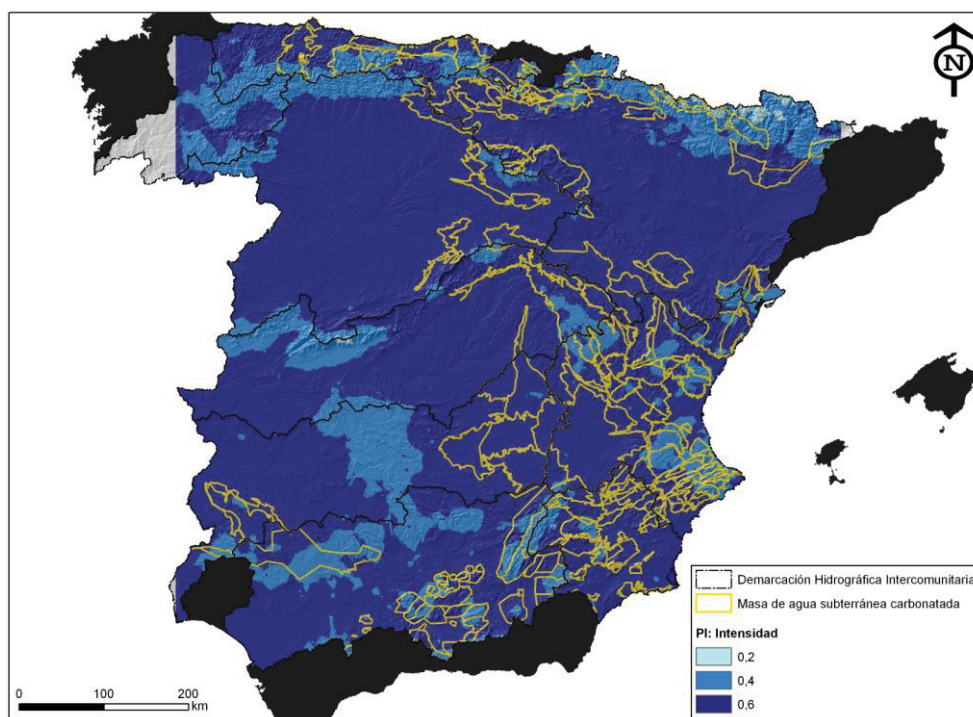 N
Demarcación Hidrográfica Intercomunitaria
Masa de agua subterránea carbonatada
PI: Intensidad
0,2
0,4
0,6
0 100 200
km